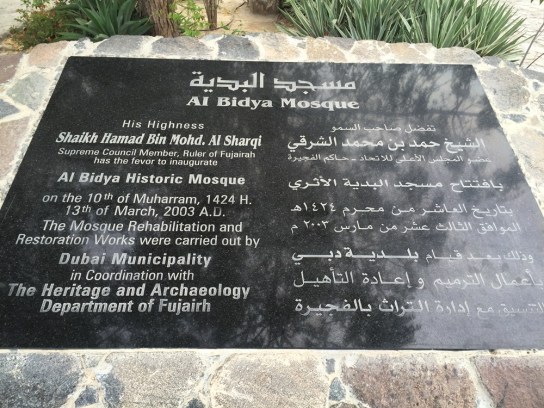 مسجد البدية
Al Bidya Mosque
His Highness
Shaikh Hamad Bin Mohd. Al Sharqi
Supreme Council Member, Ruler of Fujairah
has the fevor to inaugurate
Al Bidya Historic Mosque
on the 10th of Muharram, 1424 H.
13th of March, 2003 A.D.
The Mosque Rehabilitation and
Restoration Works were carried out by
Dubai Municipality
in Coordination with
The Heritage and Archaeology
Department of Fujairh
تفضل صاحب السمو
الشيخ حمد بن محمد الشرقي
عضو المجلس الأعلى للاتحاد - حاكم الفجيرة
بافتتاح مسجد البدية الأثري
بتاريخ العاشر من محرم ١٤٢٤هـ
الموافق الثالث عشر من مارس ٢٠٠٣ م
وذلك بعد قيام بلدية دبي
بأعمال الترميم و إعادة التأهيل
بالتنسيق مع إدارة التراث بالفجيرة